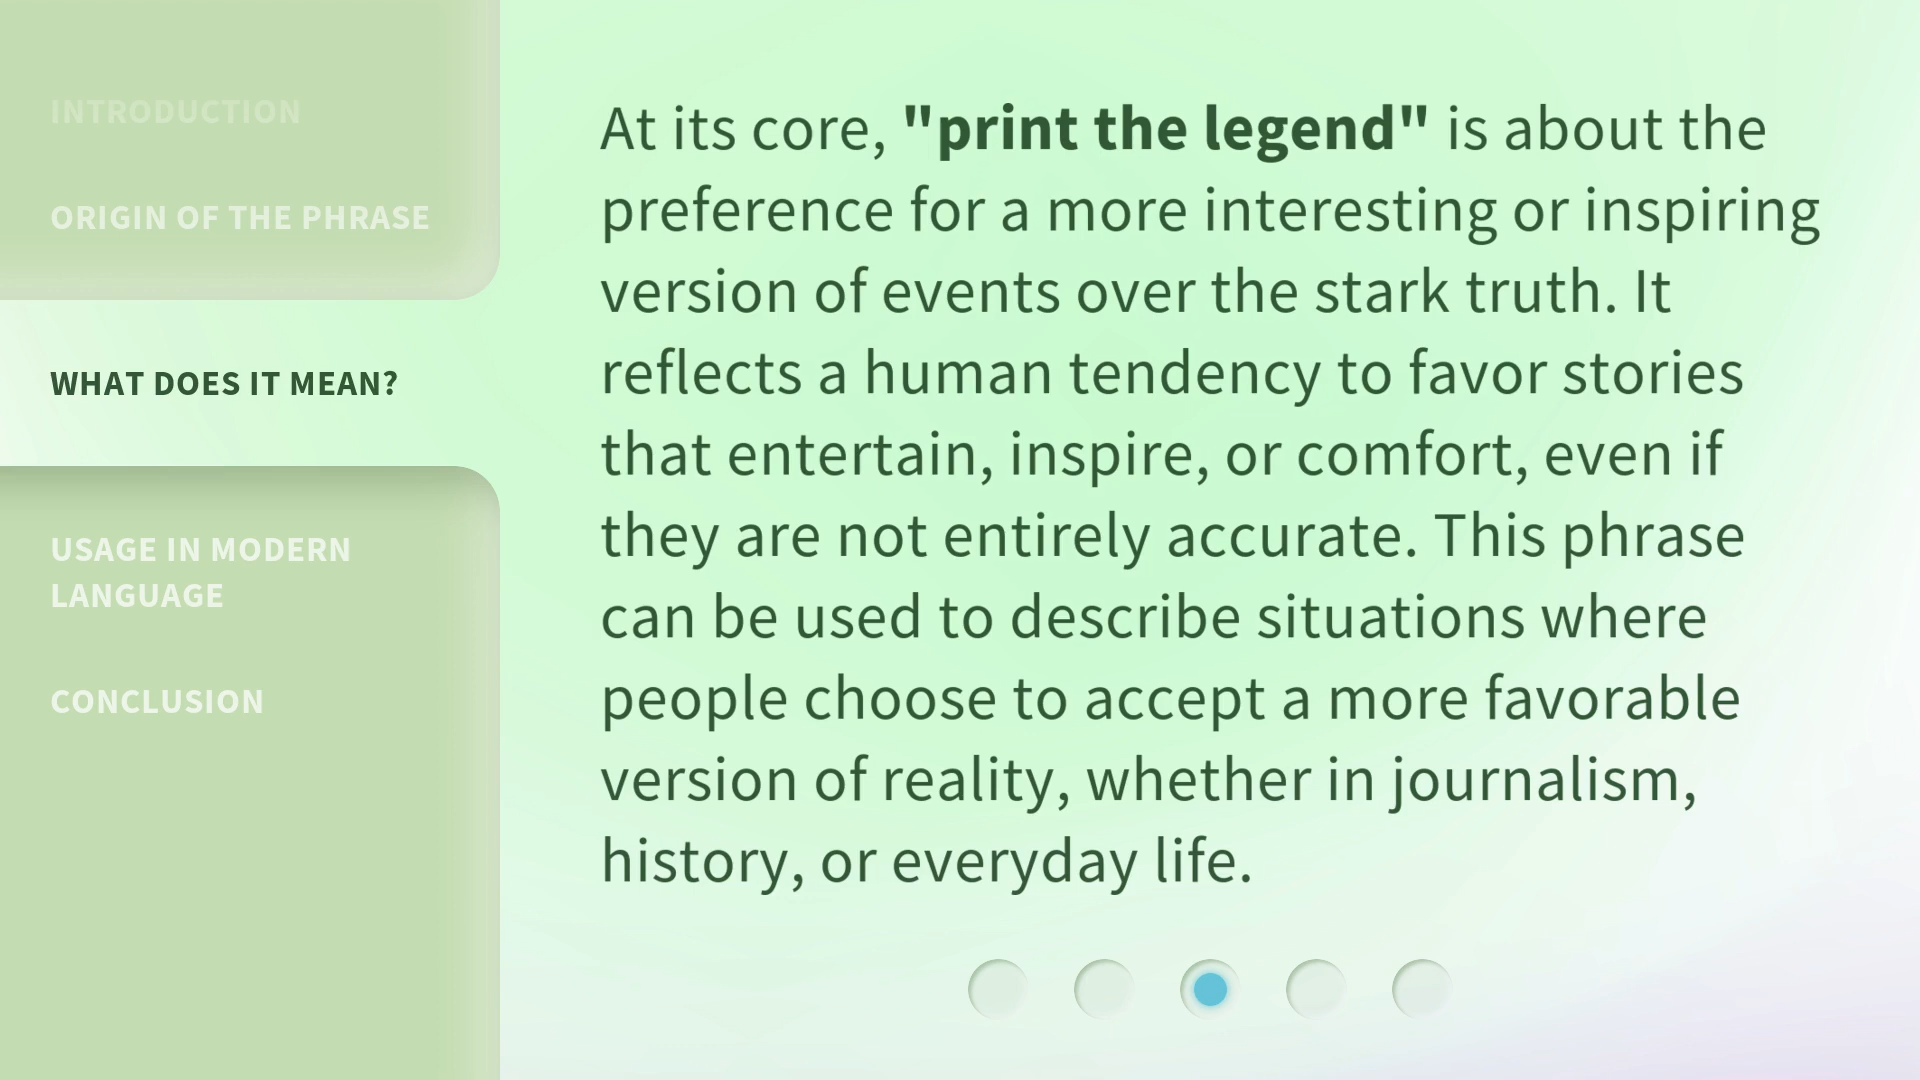 INTRODUCTION
ORIGIN OF THE PHRASE
WHAT DOES IT MEAN?
USAGE IN MODERN
LANGUAGE
CONCLUSION
At its core, "print the legend" is about the
preference for a more interesting or inspiring
version of events over the stark truth. It
reflects a human tendency to favor stories
that entertain, inspire, or comfort, even if
they are not entirely accurate. This phrase
can be used to describe situations where
people choose to accept a more favorable
version of reality, whether in journalism,
history, or everyday life.